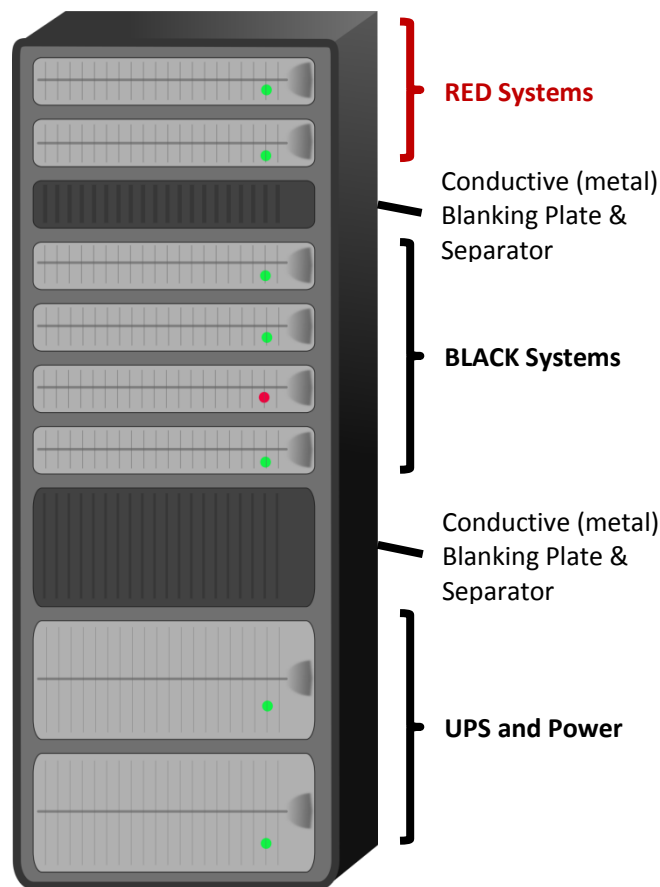 RED Systems
Conductive (metal)
Blanking Plate &
Separator
BLACK Systems
Conductive (metal)
Blanking Plate &
Separator
UPS and Power